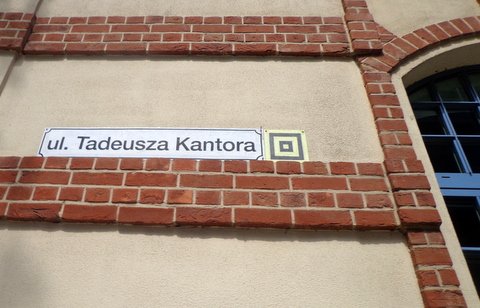 ul. Tadeusza Kantora